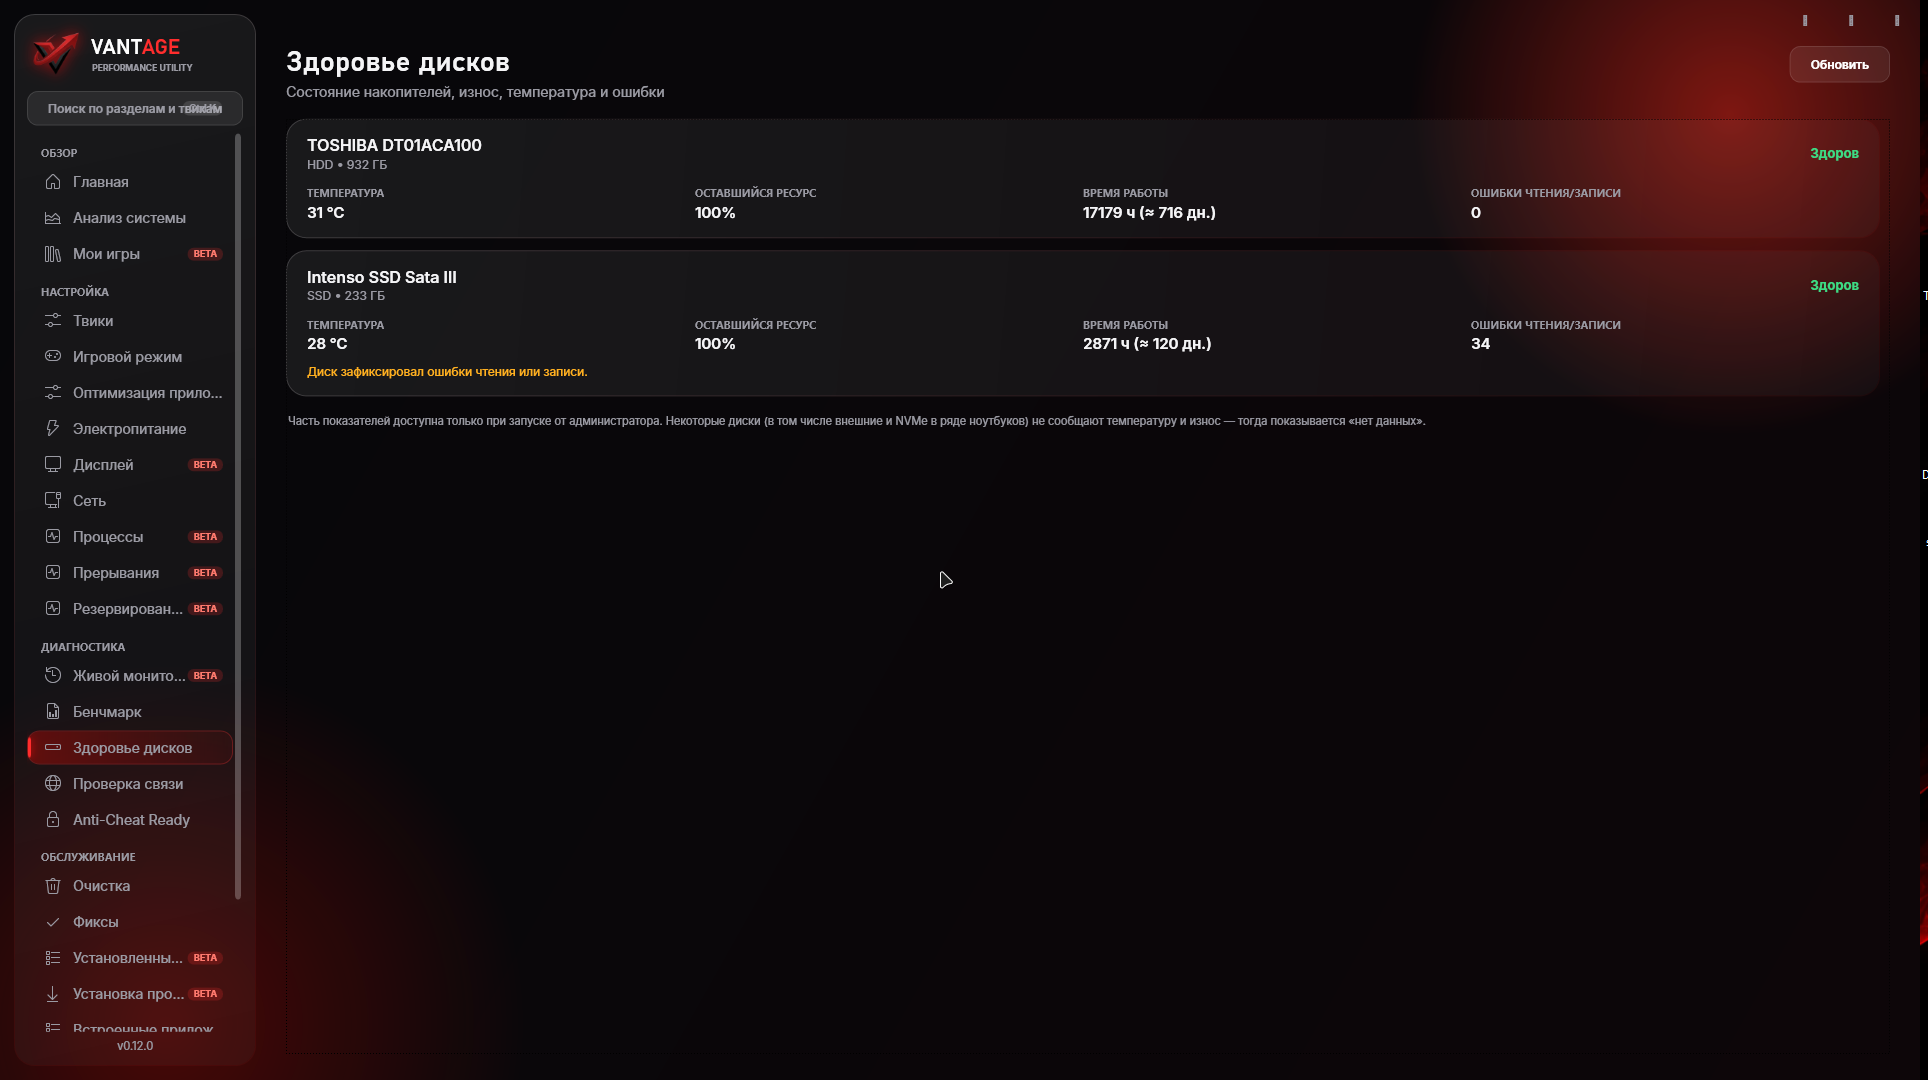 VANTAGE
PERFORMANCE UTILITY
Поиск по разделам и твикам
ОБЗОР
Главная
Анализ системы
Мои игры BETA
НАСТРОЙКА
Твики
Игровой режим
Оптимизация прило...
Электропитание
Дисплей BETA
Сеть
Процессы BETA
Прерывания BETA
Резервирован... BETA
ДИАГНОСТИКА
Живой монито... BETA
Бенчмарк
Здоровье дисков
Проверка связи
Anti-Cheat Ready
ОБСЛУЖИВАНИЕ
Очистка
Фиксы
Установленны... BETA
Установка про... BETA
Встроенные прилож
v0.12.0
Здоровье дисков
Состояние накопителей, износ, температура и ошибки
Обновить
TOSHIBA DT01ACA100
HDD • 932 ГБ
Здоров
ТЕМПЕРАТУРА ОСТАВШИЙСЯ РЕСУРС ВРЕМЯ РАБОТЫ ОШИБКИ ЧТЕНИЯ/ЗАПИСИ
31 °C 100% 17179 ч (≈ 716 дн.) 0
Intenso SSD Sata III
SSD • 233 ГБ
Здоров
ТЕМПЕРАТУРА ОСТАВШИЙСЯ РЕСУРС ВРЕМЯ РАБОТЫ ОШИБКИ ЧТЕНИЯ/ЗАПИСИ
28 °C 100% 2871 ч (≈ 120 дн.) 34
Диск зафиксировал ошибки чтения или записи.
Часть показателей доступна только при запуске от администратора. Некоторые диски (в том числе внешние и NVMe в ряде ноутбуков) не сообщают температуру и износ — тогда показывается «нет данных».